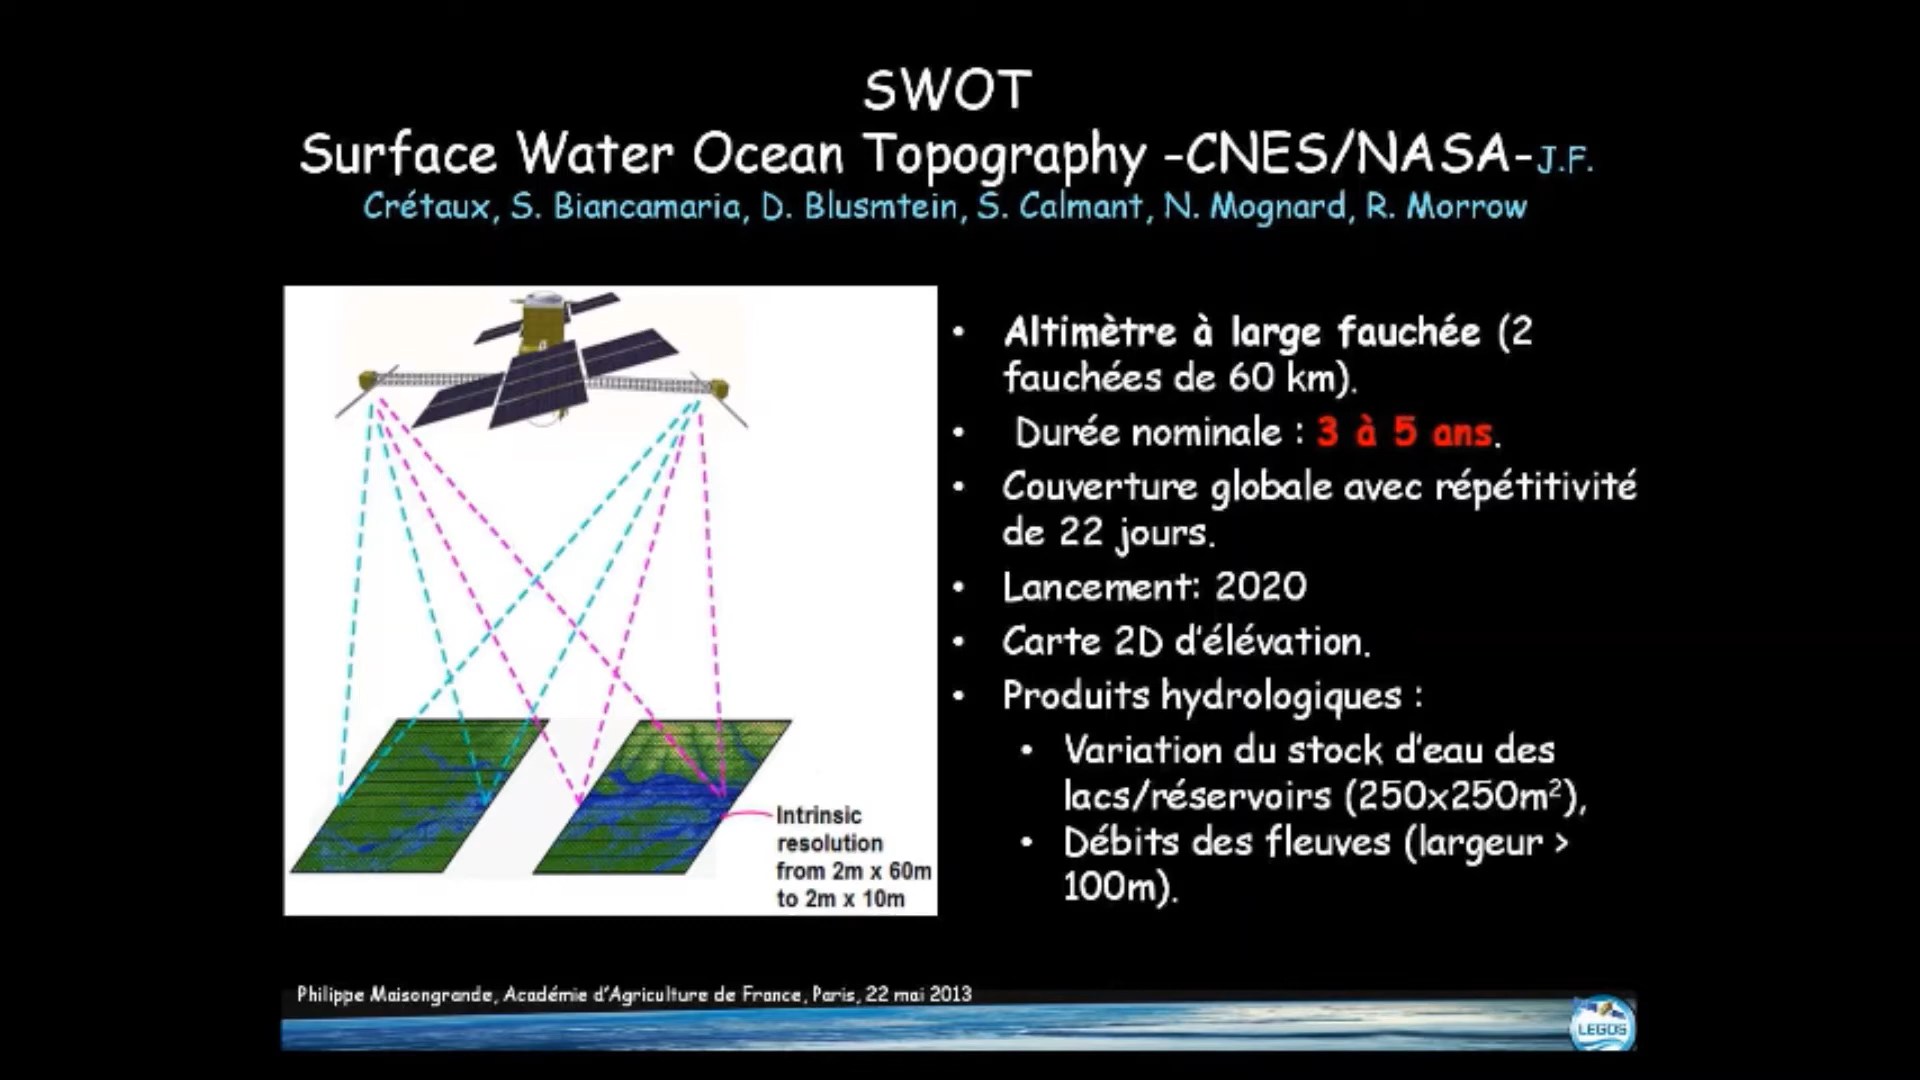 SWOT
Surface Water Ocean Topography -CNES/NASA-J.F.
Crétaux, S. Biancamaria, D. Blusmtein, S. Calmant, N. Mognard, R. Morrow
• Altimètre à large fauchée (2
fauchées de 60 km).
• Durée nominale : 3 à 5 ans.
• Couverture globale avec répétitivité
de 22 jours.
• Lancement: 2020
• Carte 2D d'élévation.
• Produits hydrologiques :
• Variation du stock d'eau des
lacs/réservoirs (250x250m²),
• Débits des fleuves (largeur >
100m).
Intrinsic
resolution
from 2m x 60m
to 2m x 10m
Philippe Maisongrande, Académie d'Agriculture de France, Paris, 22 mai 2013
LEGOS